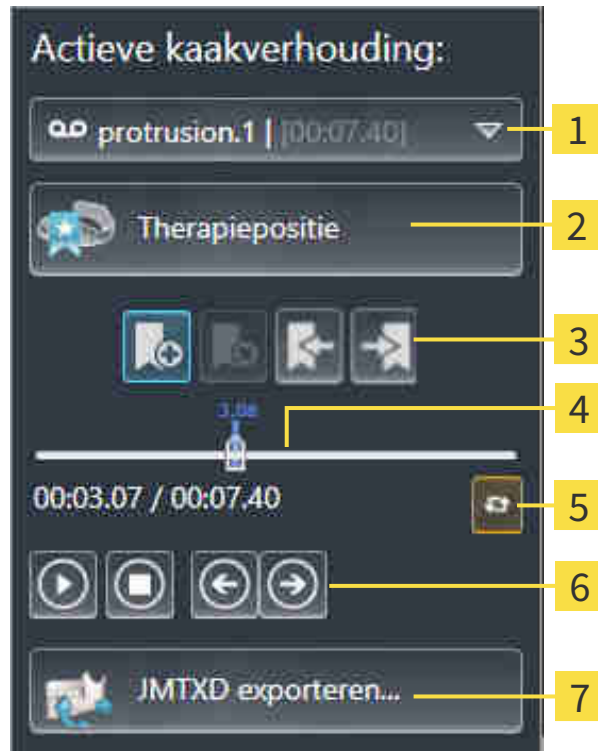 Actieve kaakverhouding:
protrusion.1 | [00:07.40]
1
Therapiepositie
2
3
3.08
4
00:03.07 / 00:07.40
5
6
JMTXD exporteren...
7